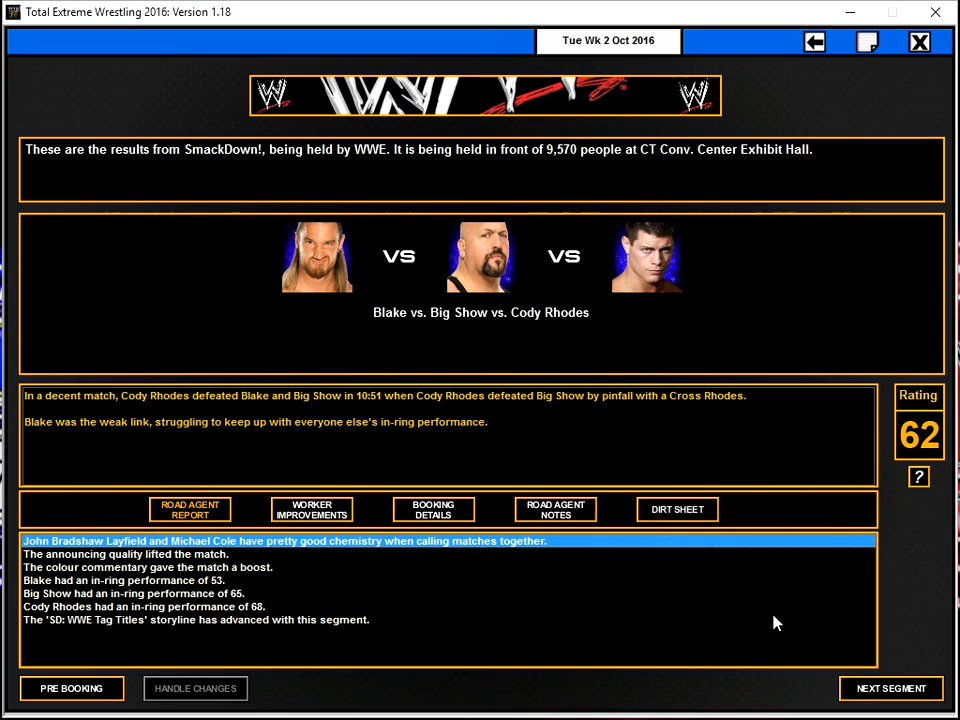 Total Extreme Wrestling 2016: Version 1.18
Tue Wk 2 Oct 2016
These are the results from SmackDown!, being held by WWE. It is being held in front of 9,570 people at CT Conv. Center Exhibit Hall.
VS VS
Blake vs. Big Show vs. Cody Rhodes
In a decent match, Cody Rhodes defeated Blake and Big Show in 10:51 when Cody Rhodes defeated Big Show by pinfall with a Cross Rhodes.
Blake was the weak link, struggling to keep up with everyone else's in-ring performance.
Rating
62
?
ROAD AGENT REPORT
WORKER IMPROVEMENTS
BOOKING DETAILS
ROAD AGENT NOTES
DIRT SHEET
John Bradshaw Layfield and Michael Cole have pretty good chemistry when calling matches together.
The announcing quality lifted the match.
The colour commentary gave the match a boost.
Blake had an in-ring performance of 53.
Big Show had an in-ring performance of 65.
Cody Rhodes had an in-ring performance of 68.
The 'SD: WWE Tag Titles' storyline has advanced with this segment.
PRE BOOKING
HANDLE CHANGES
NEXT SEGMENT